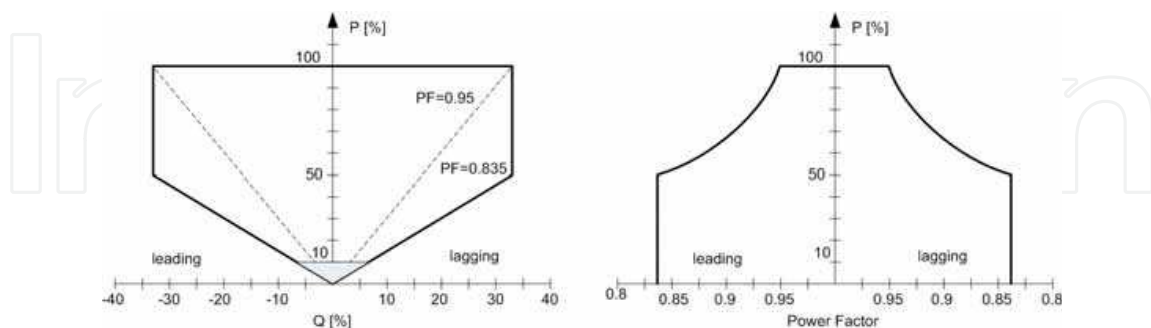 P [%]
100
PF=0.95
PF=0.835
50
10
leading
lagging
-40 -30 -20 -10 0 10 20 30 40
Q [%]
P [%]
100
50
10
leading
lagging
0.8 0.85 0.9 0.95 0.95 0.9 0.85 0.8
Power Factor